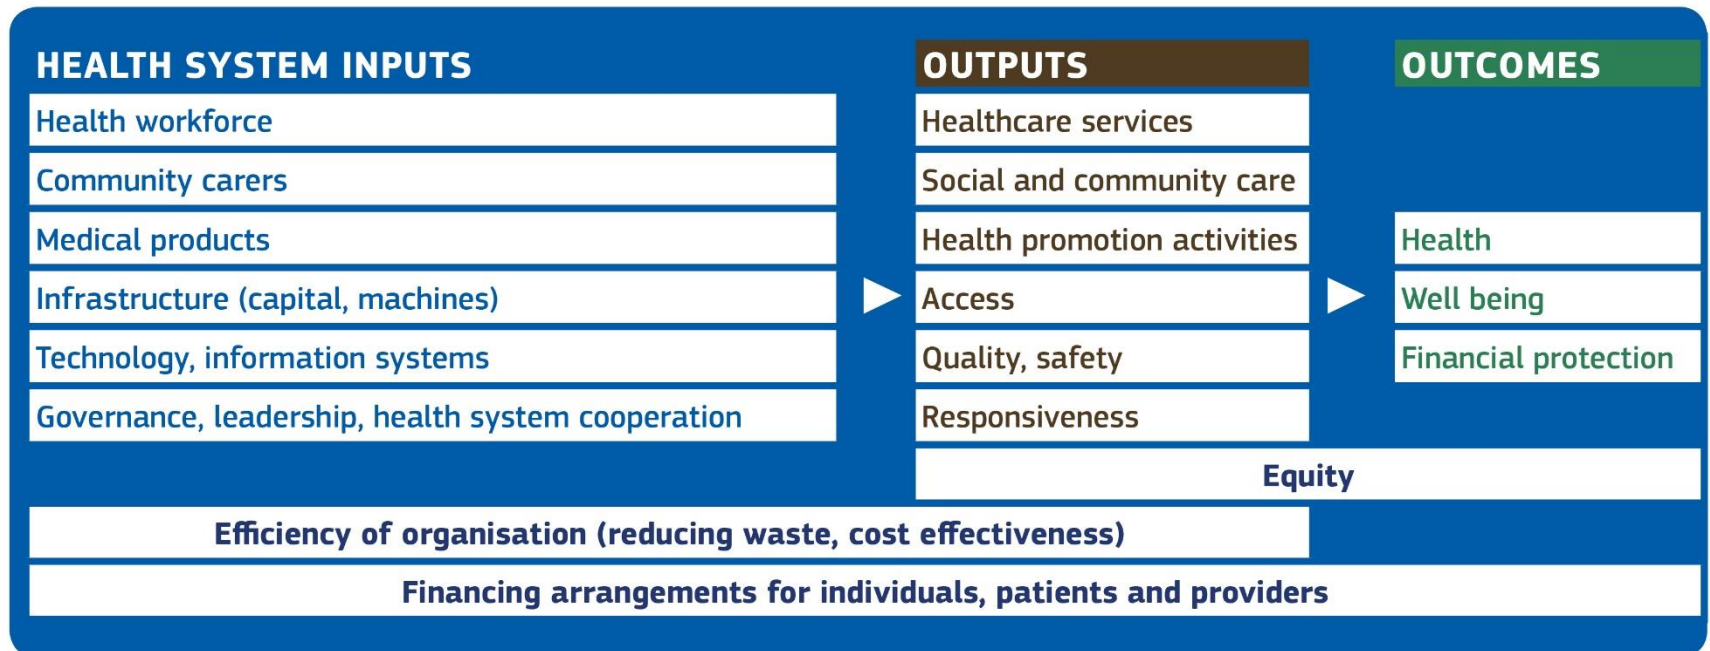 HEALTH SYSTEM INPUTS
Health workforce
Community carers
Medical products
Infrastructure (capital, machines)
Technology, information systems
Governance, leadership, health system cooperation
OUTPUTS
Healthcare services
Social and community care
Health promotion activities
Access
Quality, safety
Responsiveness
OUTCOMES
Health
Well being
Financial protection
Equity
Efficiency of organisation (reducing waste, cost effectiveness)
Financing arrangements for individuals, patients and providers